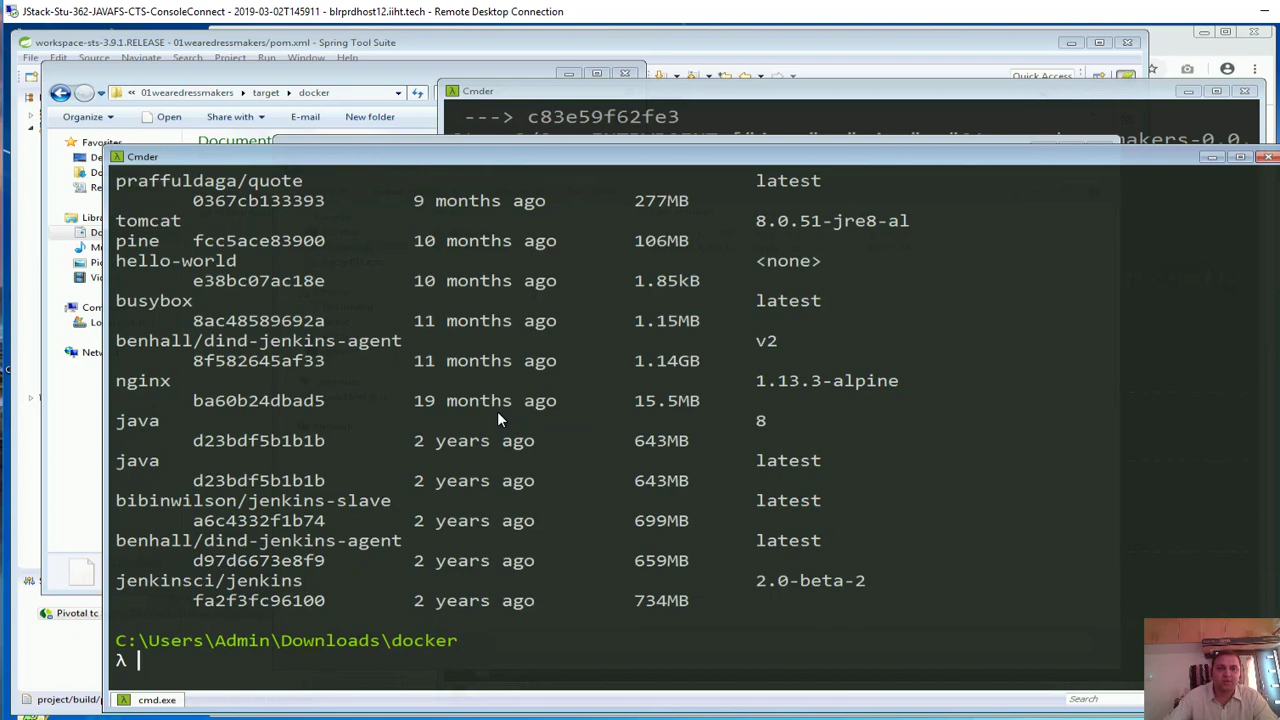 JStack-Stu-362-JAVAFS-CTS-ConsoleConnect - 2019-03-02T145911 - blrprdhost12.iiht.tech - Remote Desktop Connection
workspace-sts-3.9.1.RELEASE - 01wearedressmakers/pom.xml - Spring Tool Suite
File Edit Source Navigate Search Project Run Window Help
Quick Access
« 01wearedressmakers ▸ target ▸ docker
Cmder
Organize Open Share with E-mail New folder
---> c83e59f62fe3
Favorites
Cmder
praffuldaga/quote latest
0367cb133393 9 months ago 277MB
tomcat 8.0.51-jre8-al
pine fcc5ace83900 10 months ago 106MB
hello-world <none>
e38bc07ac18e 10 months ago 1.85kB
busybox latest
8ac48589692a 11 months ago 1.15MB
benhall/dind-jenkins-agent v2
8f582645af33 11 months ago 1.14GB
nginx 1.13.3-alpine
ba60b24dbad5 19 months ago 15.5MB
java 8
d23bdf5b1b1b 2 years ago 643MB
java latest
d23bdf5b1b1b 2 years ago 643MB
bibinwilson/jenkins-slave latest
a6c4332f1b74 2 years ago 699MB
benhall/dind-jenkins-agent latest
d97d6673e8f9 2 years ago 659MB
jenkinsci/jenkins 2.0-beta-2
fa2f3fc96100 2 years ago 734MB
C:\Users\Admin\Downloads\docker
λ
Pivotal tc
project/build/
cmd.exe
Search